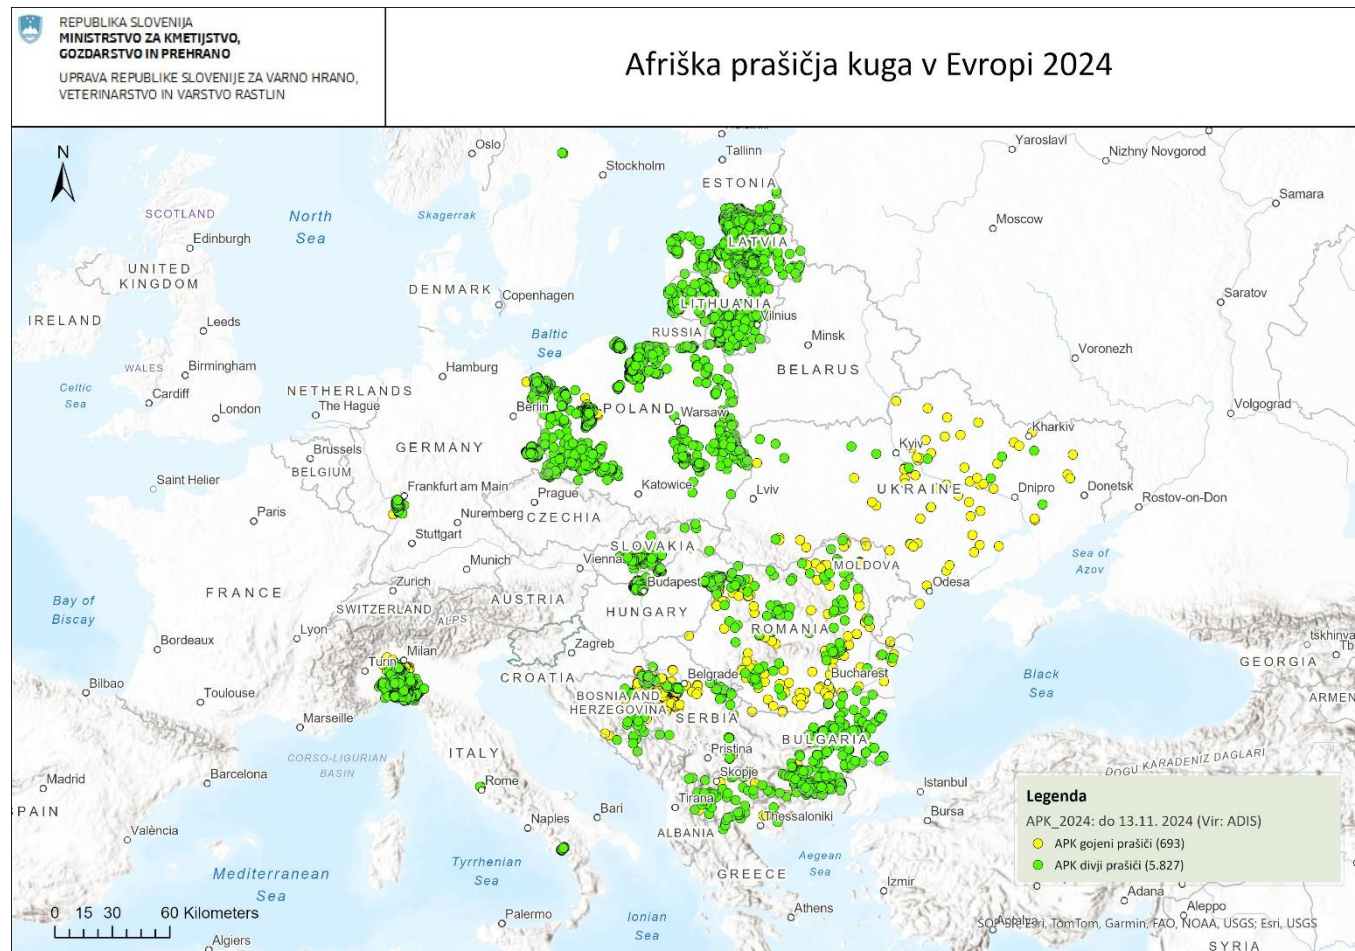 REPUBLIKA SLOVENIJA
MINISTRSTVO ZA KMETIJSTVO,
GOZDARSTVO IN PREHRANO
UPRAVA REPUBLIKE SLOVENIJE ZA VARNO HRANO,
VETERINARSTVO IN VARSTVO RASTLIN
Afriška prašičja kuga v Evropi 2024
N
Oslo
Stockholm
Tallinn
ESTONIA
Yaroslavl
Nizhny Novgorod
Samara
Moscow
SCOTLAND
Edinburgh
North
Sea
Skagerrak
LATVIA
UNITED
KINGDOM
DENMARK
Copenhagen
LITHUANIA
Vilnius
Saratov
IRELAND
Leeds
Baltic
Sea
RUSSIA
Minsk
BELARUS
Voronezh
WALES
Birmingham
Hamburg
Celtic
Sea
Cardiff
London
NETHERLANDS
The Hague
Berlin
POLAND
Warsaw
Volgograd
Brussels
BELGIUM
GERMANY
Kyiv
Kharkiv
Saint Helier
Frankfurt am Main
Prague
Katowice
Lviv
UKRAINE
Dnipro
Donetsk
Rostov-on-Don
Paris
Nuremberg
CZECHIA
Stuttgart
SLOVAKIA
Munich
Vienna
MOLDOVA
Sea of
Azov
Zurich
Budapest
Odesa
FRANCE
AUSTRIA
HUNGARY
Bay of
Biscay
SWITZERLAND
ALPS
ROMANIA
Bordeaux
Lyon
Milan
Turin
Zagreb
CROATIA
Belgrade
Bucharest
tskhinva
Tb
GEORGIA
Black
Sea
Bilbao
Toulouse
BOSNIA AND
HERZEGOVINA
SERBIA
ARMEN
Marseille
ITALY
BULGARIA
Pristina
CORSO-LIGURIAN
BASIN
Skopje
DOGU KARADENIZ DAGLARI
Madrid
Barcelona
Rome
Tirana
Istanbul
SPAIN
Bari
Thessaloniki
Bursa
València
Naples
ALBANIA
Mediterranean
Sea
Tyrrhenian
Sea
GREECE
Aegean
Sea
Izmir
Legenda
APK_2024: do 13.11. 2024 (Vir: ADIS)
APK gojeni prašiči (693)
APK divji prašiči (5.827)
Adana
Aleppo
0 15 30 60 Kilometers
Palermo
Ionian
Sea
Athens
Antalya
Esri, TomTom, Garmin, FAO, NOAA, USGS; Esri, USGS
Algiers
SYRIA